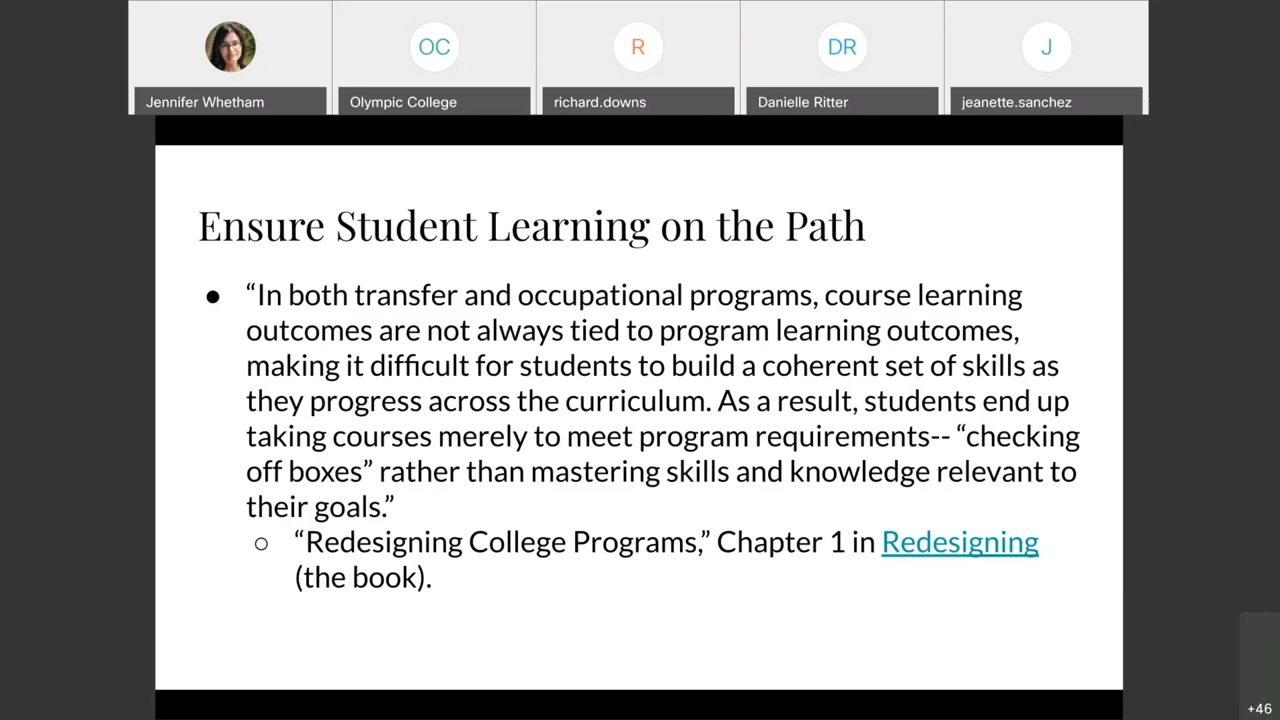 OC
R
DR
J
Jennifer Whetham
Olympic College
richard.downs
Danielle Ritter
jeanette.sanchez
Ensure Student Learning on the Path
● “In both transfer and occupational programs, course learning
outcomes are not always tied to program learning outcomes,
making it difficult for students to build a coherent set of skills as
they progress across the curriculum. As a result, students end up
taking courses merely to meet program requirements-- “checking
off boxes” rather than mastering skills and knowledge relevant to
their goals.”
○ “Redesigning College Programs,” Chapter 1 in Redesigning
(the book).
+46